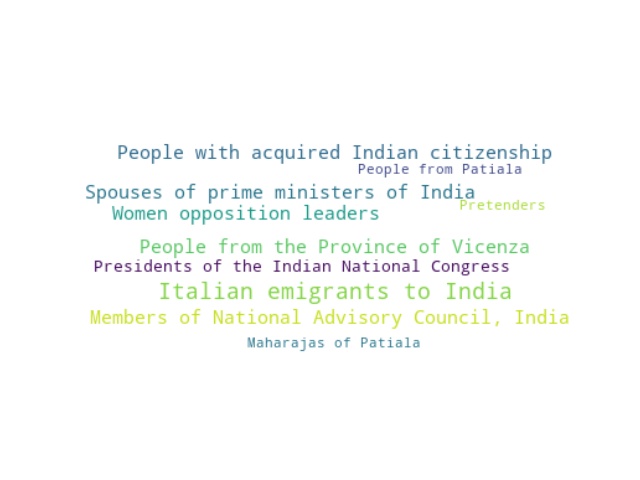 People with acquired Indian citizenship
People from Patiala
Spouses of prime ministers of India
Pretenders
Women opposition leaders
People from the Province of Vicenza
Presidents of the Indian National Congress
Italian emigrants to India
Members of National Advisory Council, India
Maharajas of Patiala